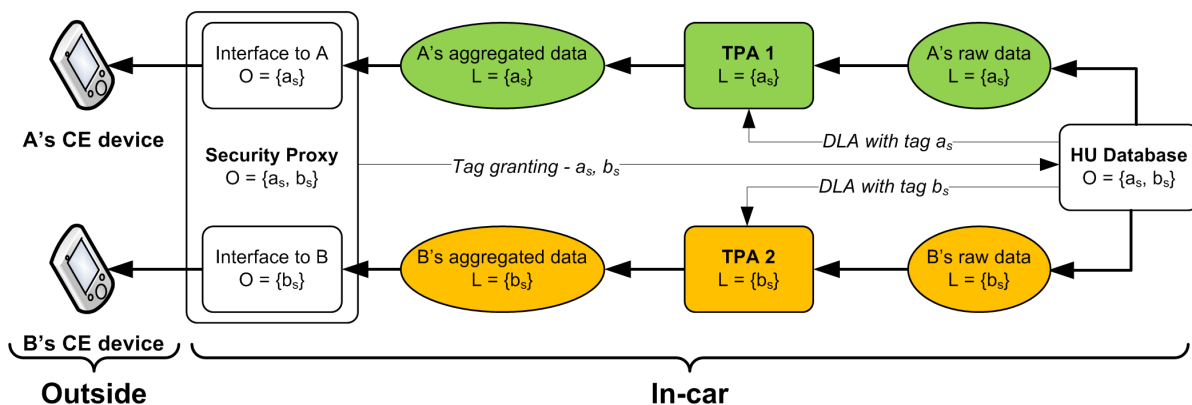 Interface to A
O = {aₛ}
A's aggregated data
L = {aₛ}
TPA 1
L = {aₛ}
A's raw data
L = {aₛ}
A's CE device
Security Proxy
O = {aₛ, bₛ}
DLA with tag aₛ
Tag granting - aₛ, bₛ
DLA with tag bₛ
HU Database
O = {aₛ, bₛ}
Interface to B
O = {bₛ}
B's aggregated data
L = {bₛ}
TPA 2
L = {bₛ}
B's raw data
L = {bₛ}
B's CE device
Outside
In-car